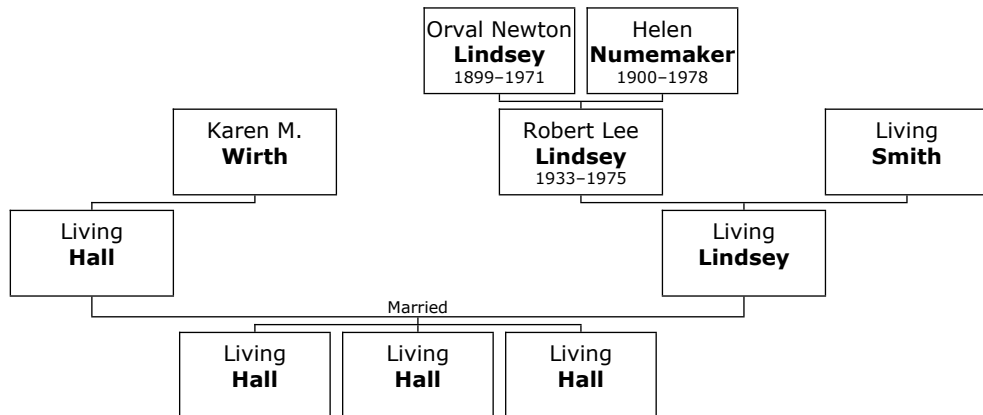 Orval Newton
Lindsey
1899–1971
Helen
Numemaker
1900–1978
Karen M.
Wirth
Robert Lee
Lindsey
1933–1975
Living
Smith
Living
Hall
Living
Lindsey
Married
Living
Hall
Living
Hall
Living
Hall